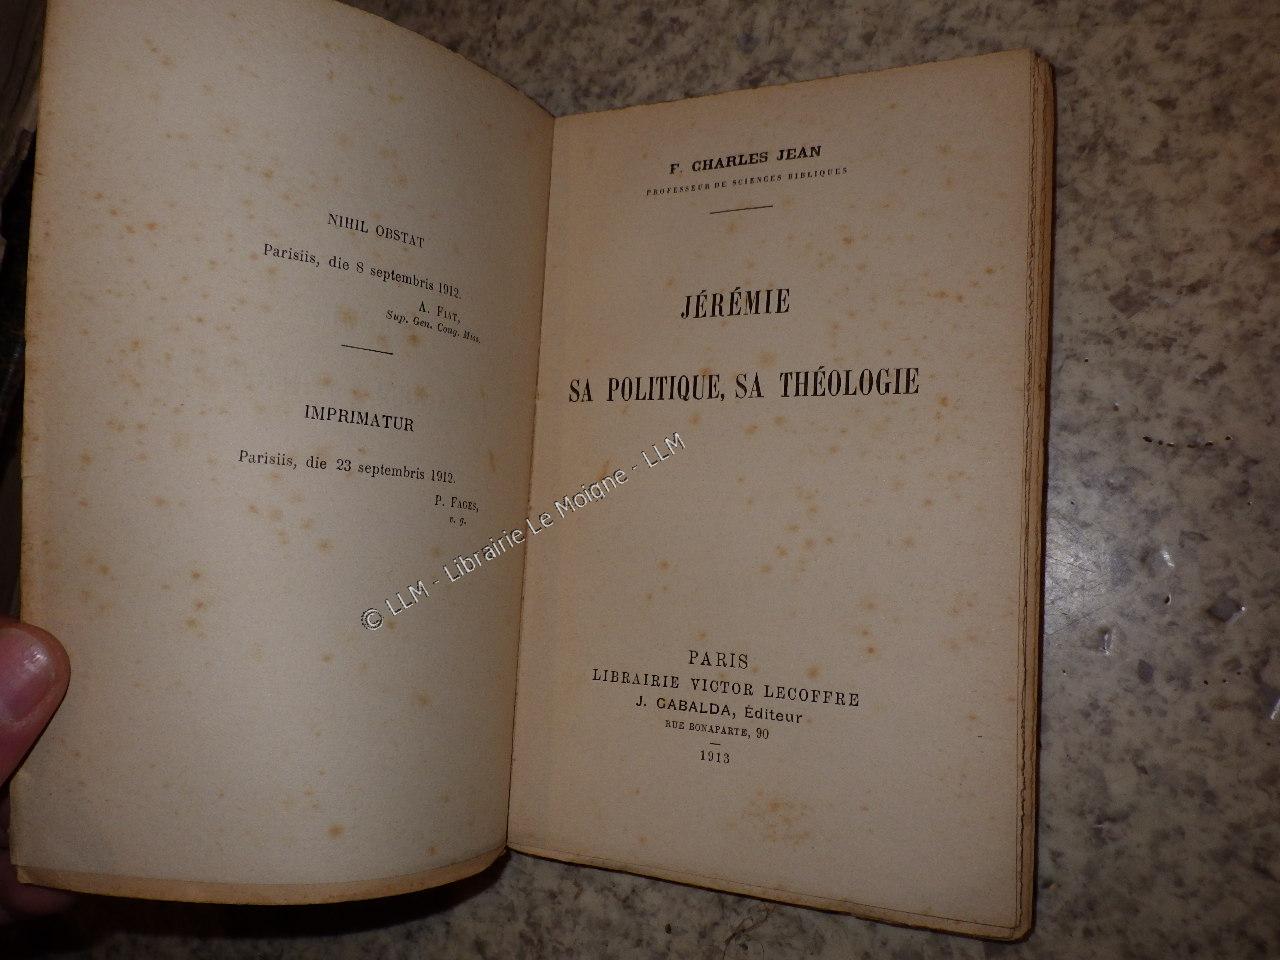 NIHIL OBSTAT
Parisiis, die 8 septembris 1912.
A. FIAT,
Sup. Gen. Cong. Miss.
IMPRIMATUR
Parisiis, die 23 septembris 1912.
P. FAGES,
v. g.
F. CHARLES JEAN
PROFESSEUR DE SCIENCES BIBLIQUES
JÉRÉMIE
SA POLITIQUE, SA THÉOLOGIE
PARIS
LIBRAIRIE VICTOR LECOFFRE
J. GABALDA, Éditeur
RUE BONAPARTE, 90
1913
© LLM - Librairie Le Moigne - LLM